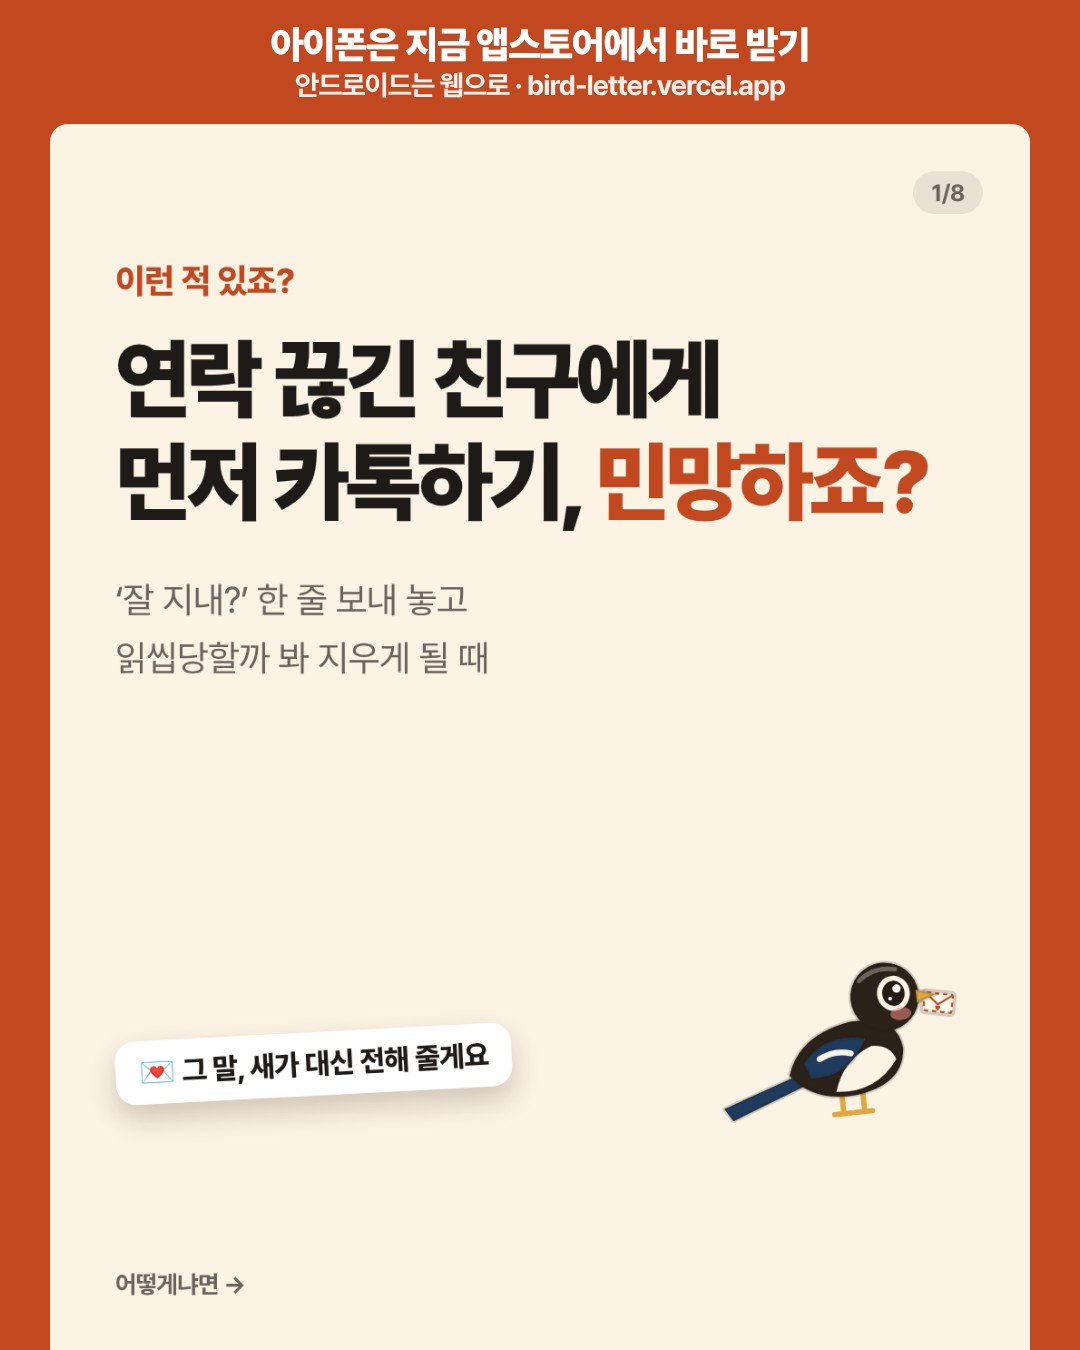 아이폰은 지금 앱스토어에서 바로 받기
안드로이드는 웹으로 · bird-letter.vercel.app
1/8
이런 적 있죠?
연락 끊긴 친구에게
먼저 카톡하기, 민망하죠?
‘잘 지내?’ 한 줄 보내 놓고
읽씹당할까 봐 지우게 될 때
💌 그 말, 새가 대신 전해 줄게요
어떻게냐면 →